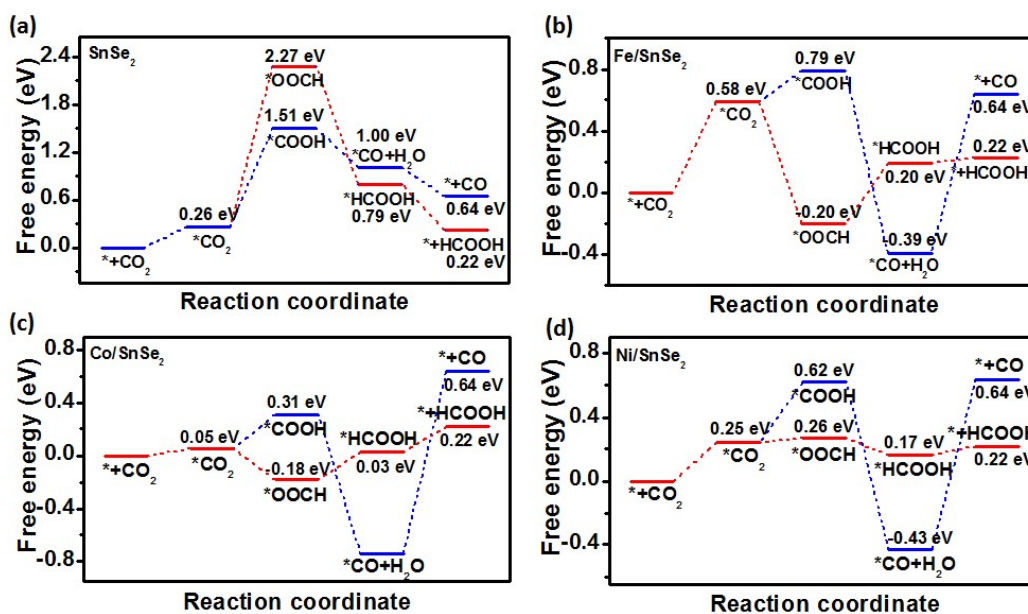 (a)
SnSe₂
Free energy (eV)
2.4
1.8
1.2
0.6
0.0
*+CO₂
0.26 eV
*CO₂
2.27 eV
*OOCH
1.51 eV
*COOH
1.00 eV
*CO+H₂O
*HCOOH
0.79 eV
*+CO
0.64 eV
*+HCOOH
0.22 eV
Reaction coordinate
(b)
Fe/SnSe₂
Free energy (eV)
0.8
0.4
0.0
-0.4
*+CO₂
0.58 eV
*CO₂
0.79 eV
*COOH
-0.20 eV
*OOCH
*HCOOH
0.20 eV
-0.39 eV
*CO+H₂O
*+CO
0.64 eV
0.22 eV
*+HCOOH
Reaction coordinate
(c)
Co/SnSe₂
Free energy (eV)
0.8
0.4
0.0
-0.4
-0.8
*+CO₂
0.05 eV
*CO₂
0.31 eV
*COOH
-0.18 eV
*OOCH
*HCOOH
0.03 eV
*CO+H₂O
*+CO
0.64 eV
*+HCOOH
0.22 eV
Reaction coordinate
(d)
Ni/SnSe₂
Free energy (eV)
0.8
0.4
0.0
-0.4
*+CO₂
0.25 eV
*CO₂
0.62 eV
*COOH
0.26 eV
*OOCH
0.17 eV
*HCOOH
-0.43 eV
*CO+H₂O
*+CO
0.64 eV
*+HCOOH
0.22 eV
Reaction coordinate